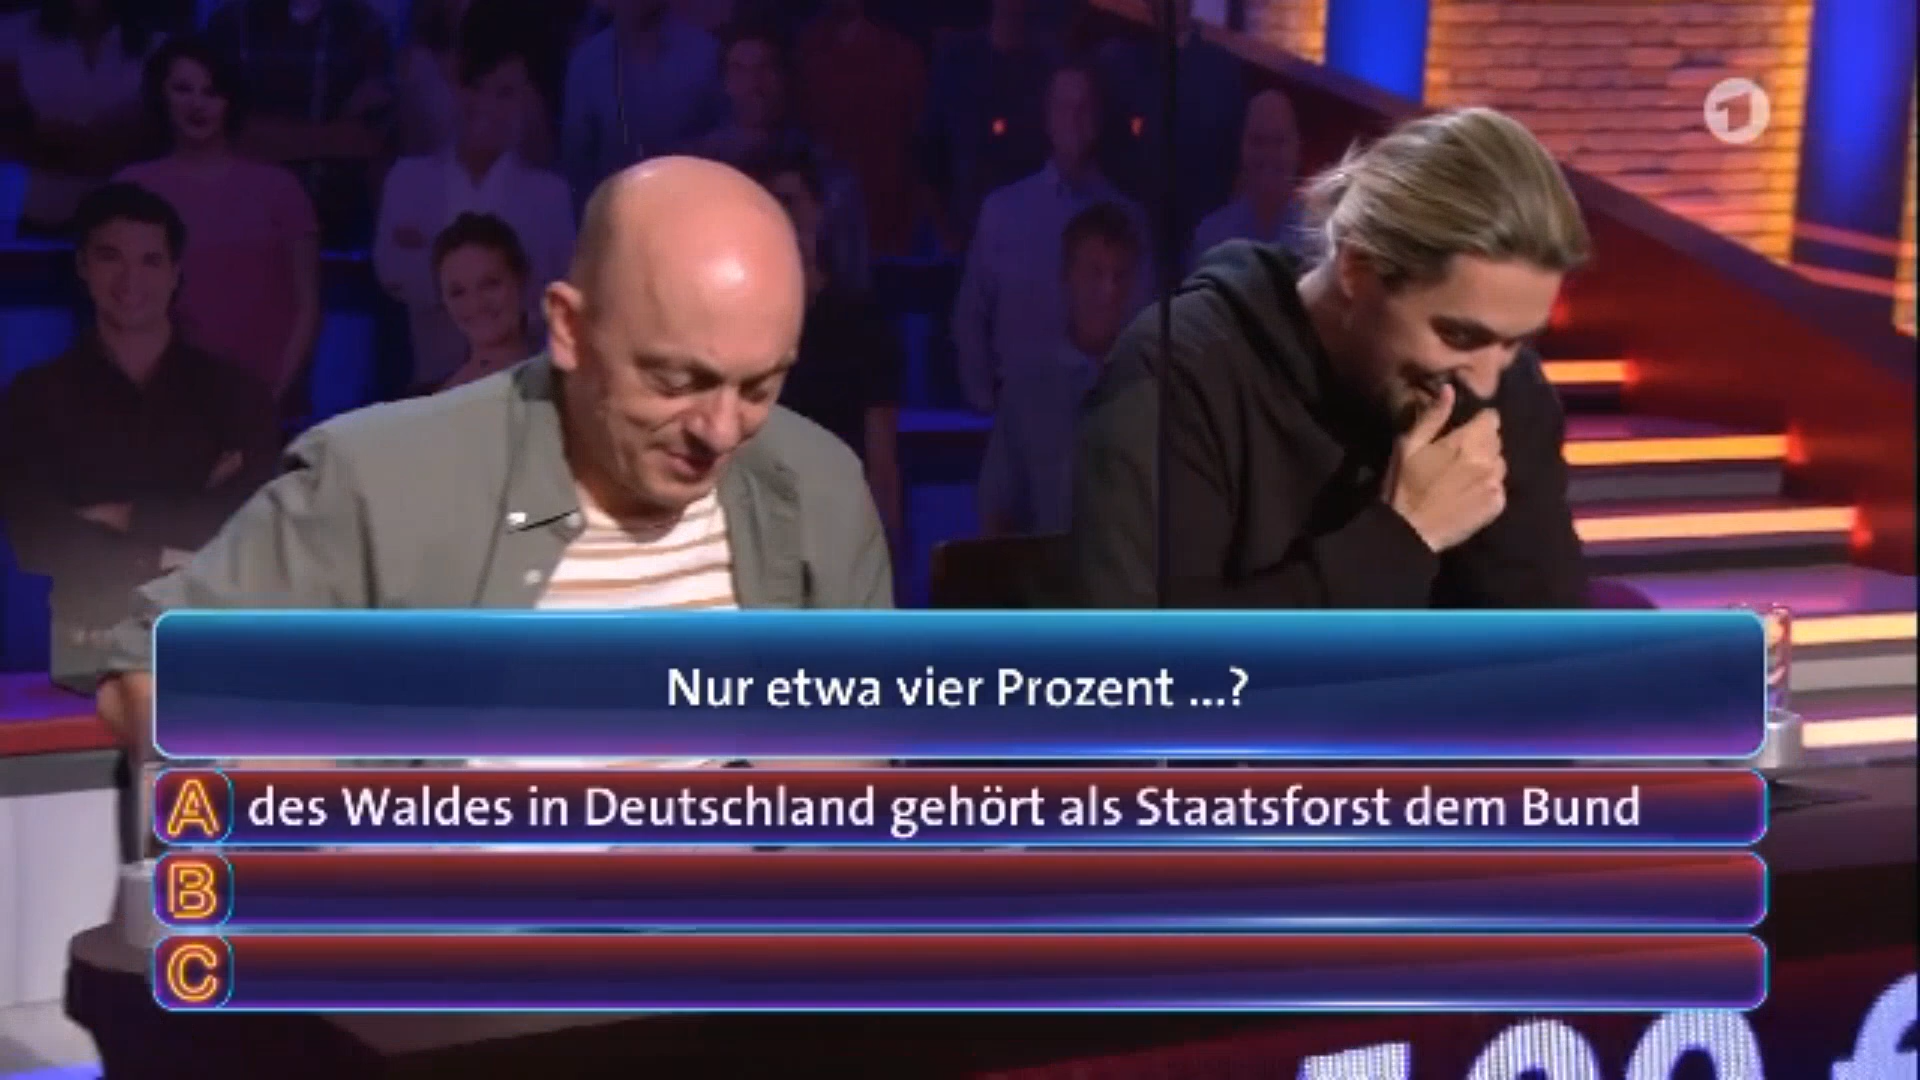 Nur etwa vier Prozent ...?
A des Waldes in Deutschland gehört als Staatsforst dem Bund
B
C